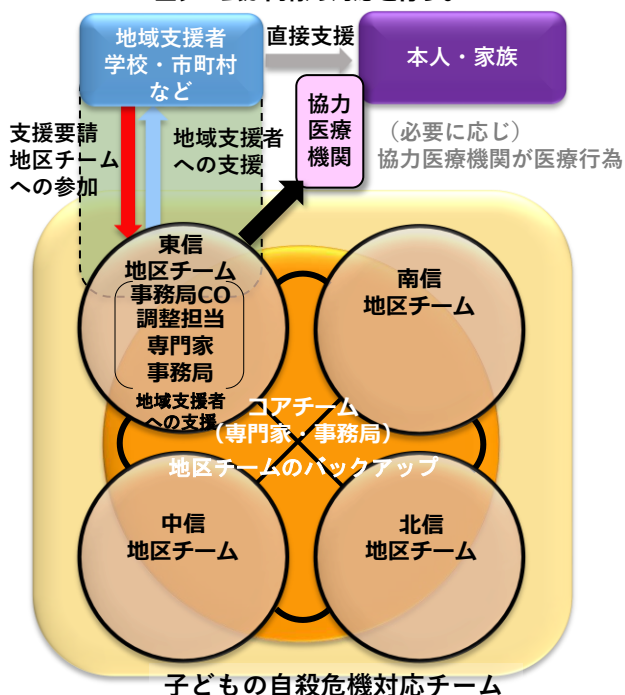 地域支援者
学校・市町村
など
直接支援
本人・家族
協力
医療
機関
支援要請
地区チーム
への参加
地域支援者
への支援
（必要に応じ）
協力医療機関が医療行為
東信
地区チーム
事務局CO
調整担当
専門家
事務局
地域支援者
への支援
南信
地区チーム
コアチーム
（専門家・事務局）
地区チームのバックアップ
中信
地区チーム
北信
地区チーム
子どもの自殺危機対応チーム